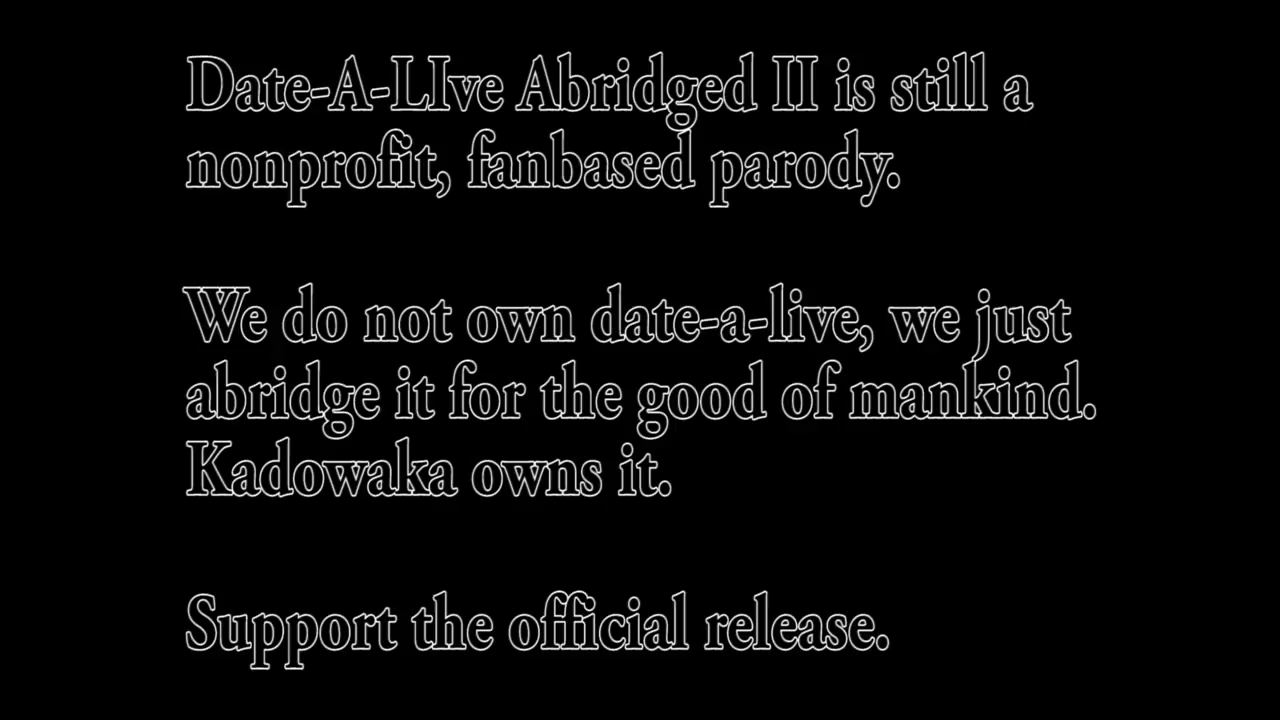 Date-A-LIve Abridged II is still a
nonprofit, fanbased parody.
We do not own date-a-live, we just
abridge it for the good of mankind.
Kadowaka owns it.
Support the official release.